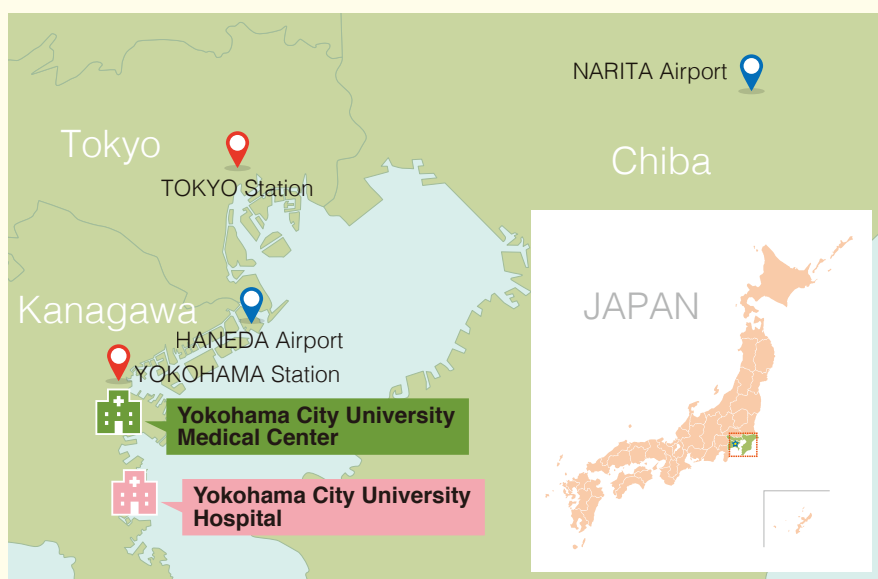 NARITA Airport
Tokyo
Chiba
TOKYO Station
Kanagawa
JAPAN
HANEDA Airport
YOKOHAMA Station
Yokohama City University
Medical Center
Yokohama City University
Hospital